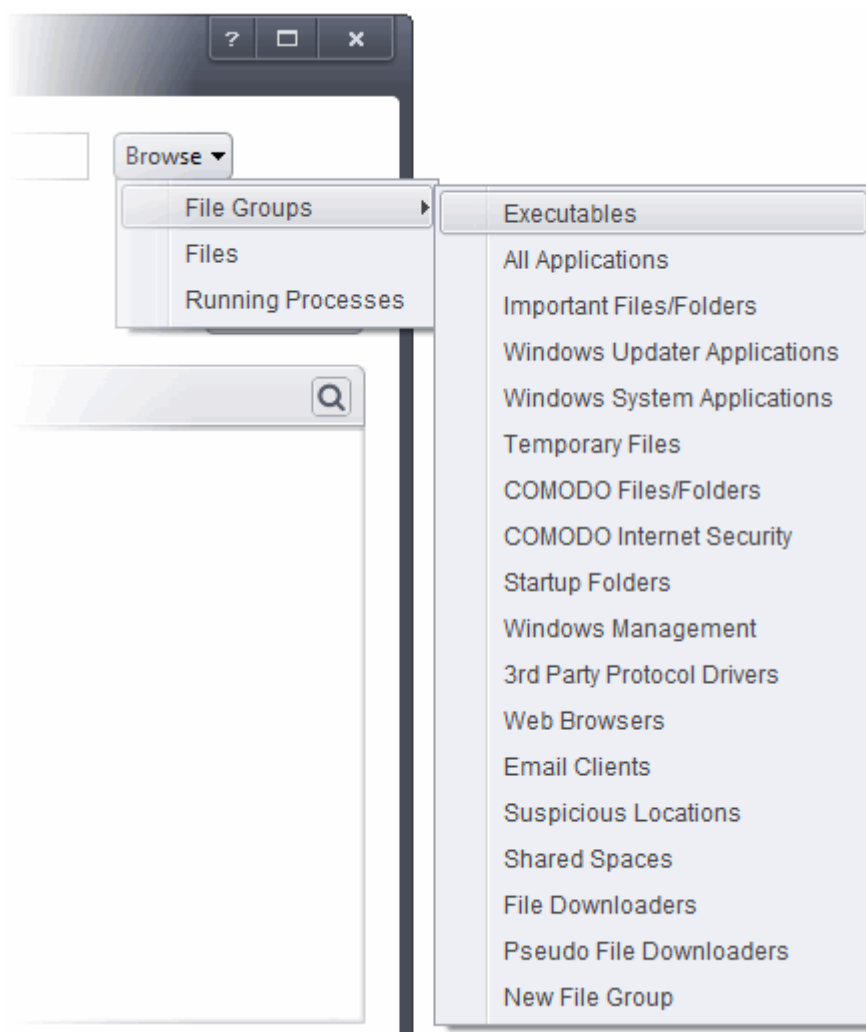 ?
Browse
File Groups
Files
Running Processes
Executables
All Applications
Important Files/Folders
Windows Updater Applications
Windows System Applications
Temporary Files
COMODO Files/Folders
COMODO Internet Security
Startup Folders
Windows Management
3rd Party Protocol Drivers
Web Browsers
Email Clients
Suspicious Locations
Shared Spaces
File Downloaders
Pseudo File Downloaders
New File Group